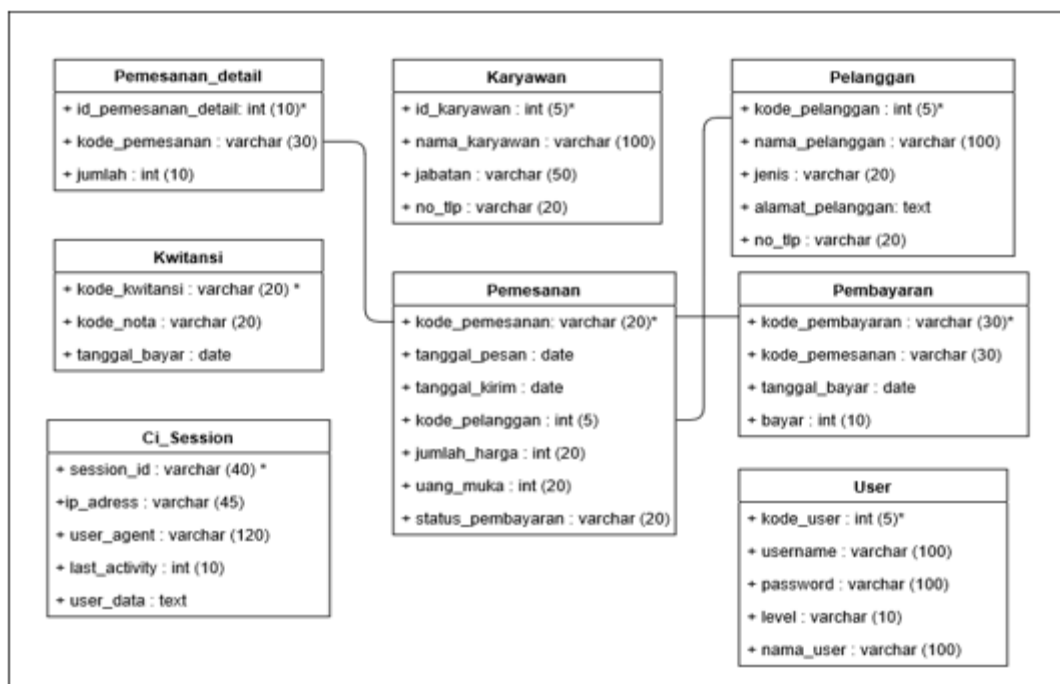 Pemesanan_detail
+ id_pemesanan_detail: int (10)*
+ kode_pemesanan : varchar (30)
+ jumlah : int (10)
Karyawan
+ id_karyawan : int (5)*
+ nama_karyawan : varchar (100)
+ jabatan : varchar (50)
+ no_tlp : varchar (20)
Pelanggan
+ kode_pelanggan : int (5)*
+ nama_pelanggan : varchar (100)
+ jenis : varchar (20)
+ alamat_pelanggan: text
+ no_tlp : varchar (20)
Kwitansi
+ kode_kwitansi : varchar (20) *
+ kode_nota : varchar (20)
+ tanggal_bayar : date
Pemesanan
+ kode_pemesanan: varchar (20)*
+ tanggal_pesan : date
+ tanggal_kirim : date
+ kode_pelanggan : int (5)
+ jumlah_harga : int (20)
+ uang_muka : int (20)
+ status_pembayaran : varchar (20)
Pembayaran
+ kode_pembayaran : varchar (30)*
+ kode_pemesanan : varchar (30)
+ tanggal_bayar : date
+ bayar : int (10)
Ci_Session
+ session_id : varchar (40) *
+ip_adress : varchar (45)
+ user_agent : varchar (120)
+ last_activity : int (10)
+ user_data : text
User
+ kode_user : int (5)*
+ username : varchar (100)
+ password : varchar (100)
+ level : varchar (10)
+ nama_user : varchar (100)